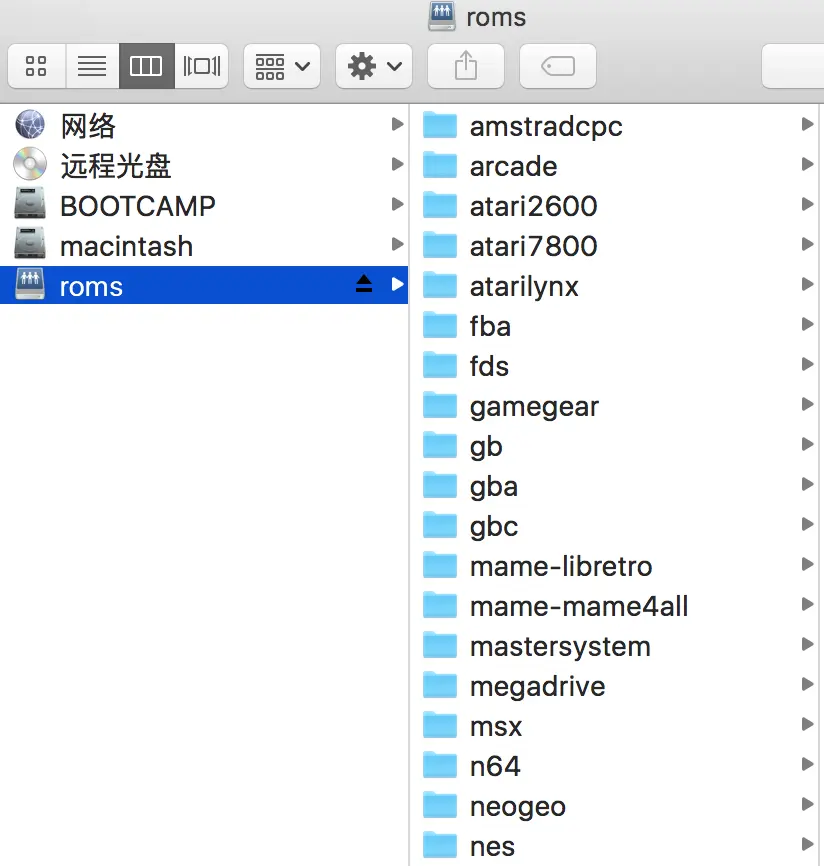 roms
网络
远程光盘
BOOTCAMP
macintash
roms
amstradcpc
arcade
atari2600
atari7800
atarilynx
fba
fds
gamegear
gb
gba
gbc
mame-libretro
mame-mame4all
mastersystem
megadrive
msx
n64
neogeo
nes